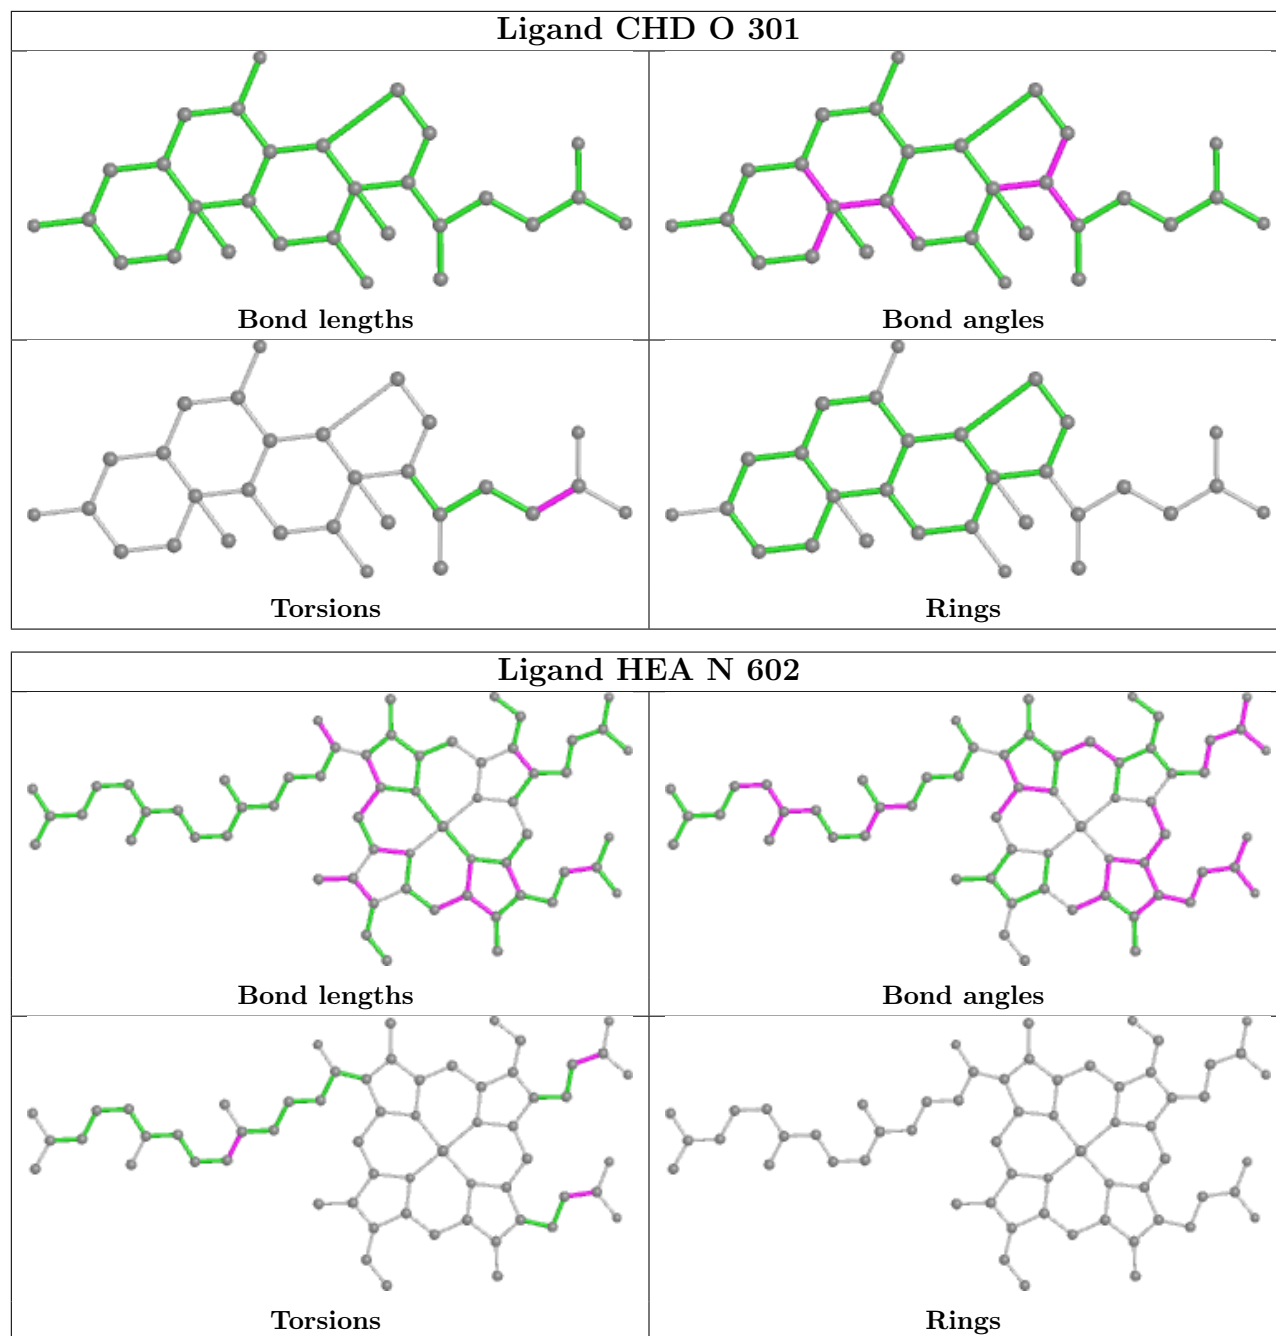 Ligand CHD O 301
Bond lengths
Bond angles
Torsions
Rings
Ligand HEA N 602
Bond lengths
Bond angles
Torsions
Rings